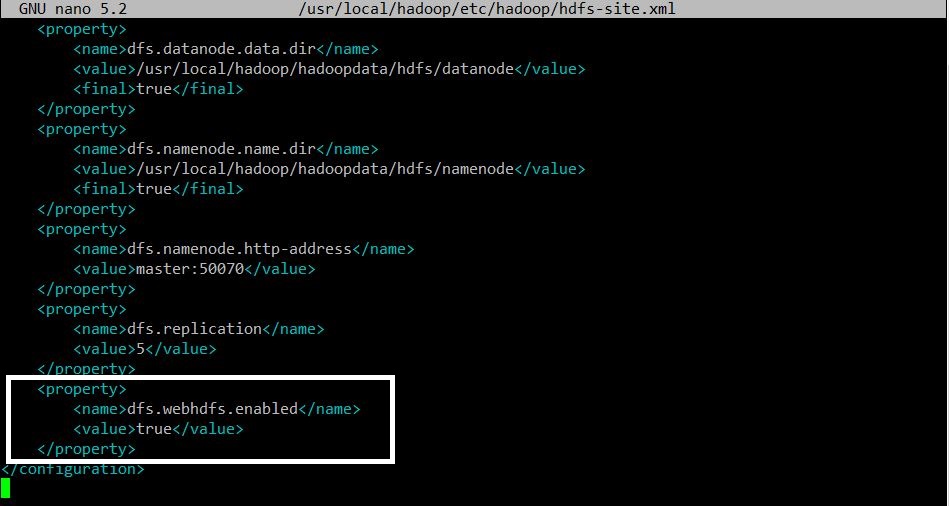 GNU nano 5.2 /usr/local/hadoop/etc/hadoop/hdfs-site.xml
<property>
<name>dfs.datanode.data.dir</name>
<value>/usr/local/hadoop/hadoopdata/hdfs/datanode</value>
<final>true</final>
</property>
<property>
<name>dfs.namenode.name.dir</name>
<value>/usr/local/hadoop/hadoopdata/hdfs/namenode</value>
<final>true</final>
</property>
<property>
<name>dfs.namenode.http-address</name>
<value>master:50070</value>
</property>
<property>
<name>dfs.replication</name>
<value>5</value>
</property>
<property>
<name>dfs.webhdfs.enabled</name>
<value>true</value>
</property>
</configuration>